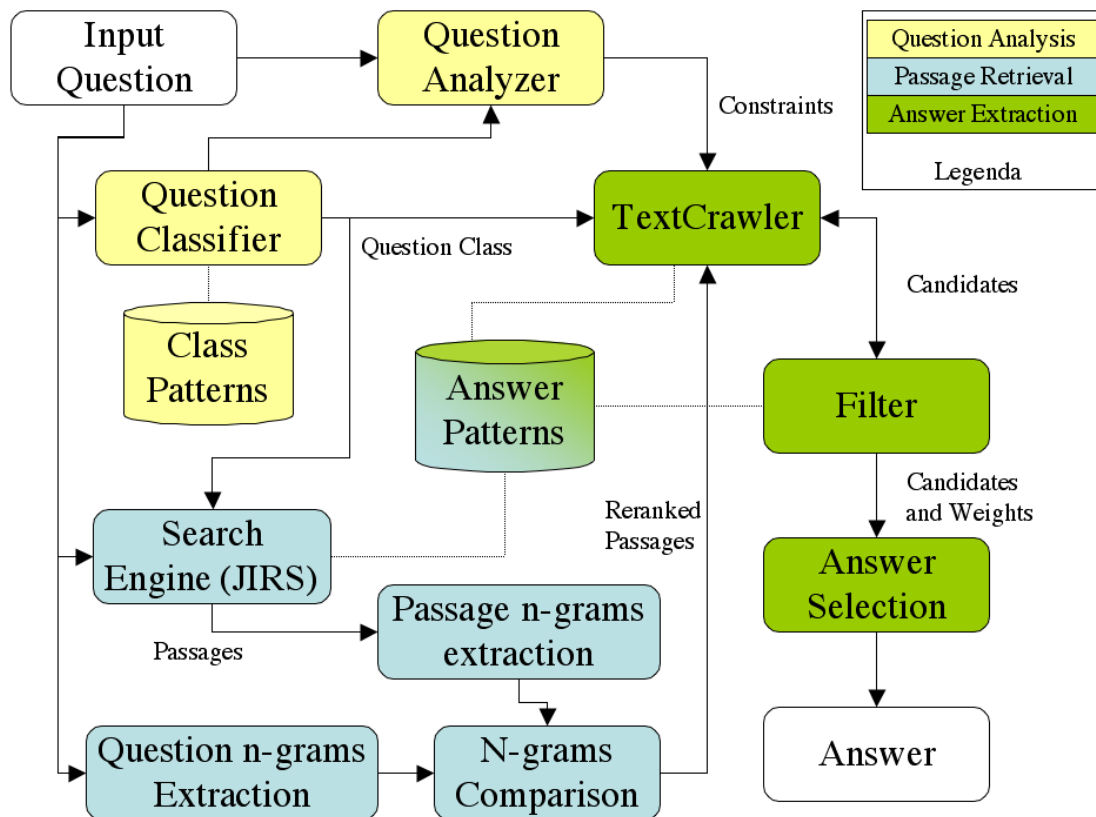 Input
Question
Question
Analyzer
Question Analysis
Passage Retrieval
Answer Extraction
Legenda
Constraints
Question
Classifier
Question Class
TextCrawler
Candidates
Class
Patterns
Answer
Patterns
Filter
Search
Engine (JIRS)
Reranked
Passages
Candidates
and Weights
Answer
Selection
Passages
Passage n-grams
extraction
Question n-grams
Extraction
N-grams
Comparison
Answer